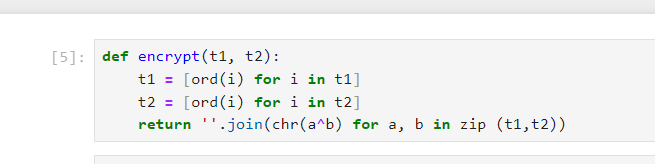 [5]: def encrypt(t1, t2):
    t1 = [ord(i) for i in t1]
    t2 = [ord(i) for i in t2]
    return ''.join(chr(a^b) for a, b in zip (t1,t2))